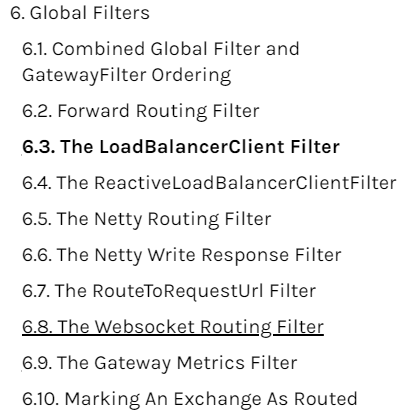 6. Global Filters
6.1. Combined Global Filter and
GatewayFilter Ordering
6.2. Forward Routing Filter
6.3. The LoadBalancerClient Filter
6.4. The ReactiveLoadBalancerClientFilter
6.5. The Netty Routing Filter
6.6. The Netty Write Response Filter
6.7. The RouteToRequestUrl Filter
6.8. The Websocket Routing Filter
6.9. The Gateway Metrics Filter
6.10. Marking An Exchange As Routed